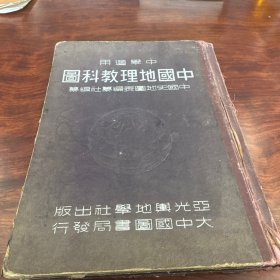 用適學中
圖科教理地國中
纂編社纂編表圖地史國中
版出社學地輿光亞
行發局書圖國中大